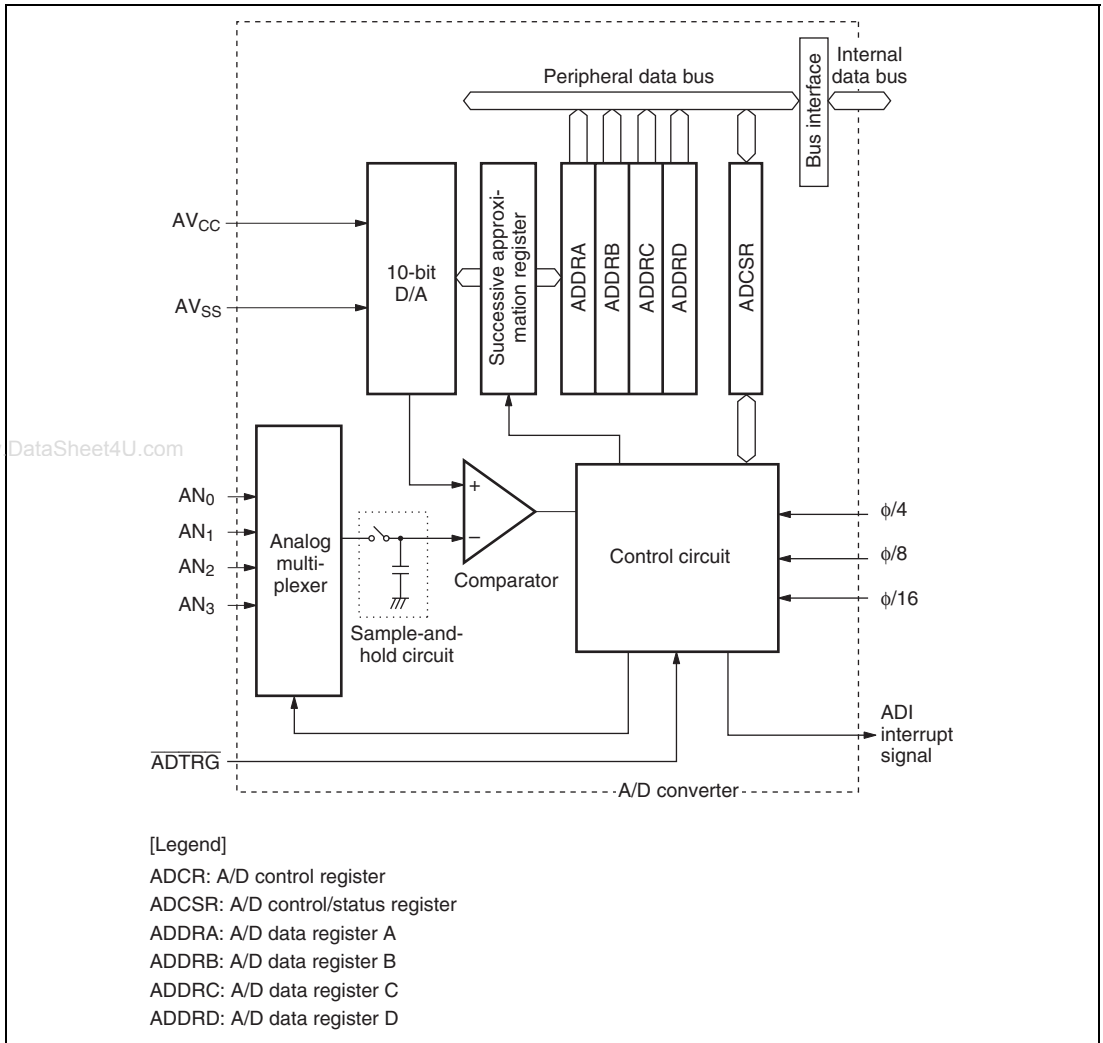 Internal
data bus
Peripheral data bus
Bus interface
AVCC
AVSS
10-bit
D/A
Successive approxi-
mation register
ADDRA
ADDRB
ADDRC
ADDRD
ADCSR
DataSheet4U.com
AN0
AN1
AN2
AN3
Analog
multi-
plexer
+
−
Comparator
Sample-and-
hold circuit
Control circuit
ϕ/4
ϕ/8
ϕ/16
ADI
interrupt
signal
ADTRG
A/D converter
[Legend]
ADCR: A/D control register
ADCSR: A/D control/status register
ADDRA: A/D data register A
ADDRB: A/D data register B
ADDRC: A/D data register C
ADDRD: A/D data register D